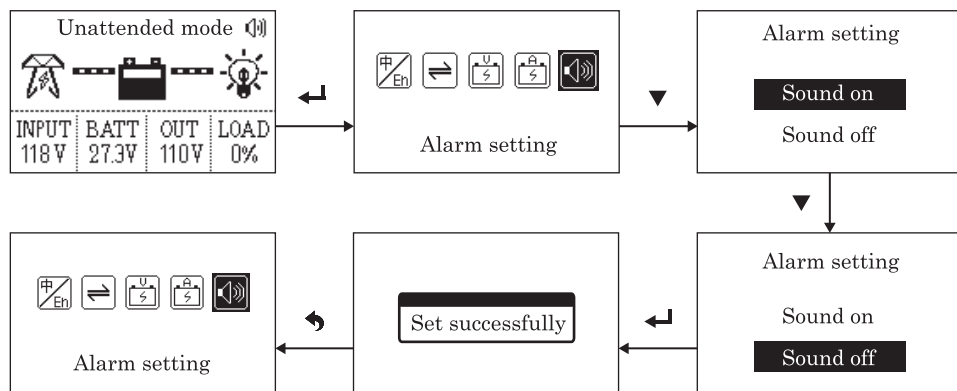 Unattended mode
INPUT BATT OUT LOAD
118V 27.3V 110V 0%
中/En V A
Alarm setting
Alarm setting
Sound on
Sound off
中/En V A
Alarm setting
Set successfully
Alarm setting
Sound on
Sound off